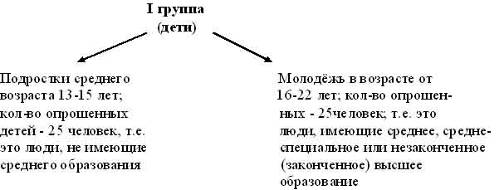 I группа
(дети)
Подростки среднего
возраста 13-15 лет;
кол-во опрошенных
детей - 25 человек, т.е.
это люди, не имеющие
среднего образования
Молодёжь в возрасте от
16-22 лет; кол-во опрошен-
ных - 25человек; т.е. это
люди, имеющие среднее, средне-
специальное или незаконченное
(законченное) высшее
образование